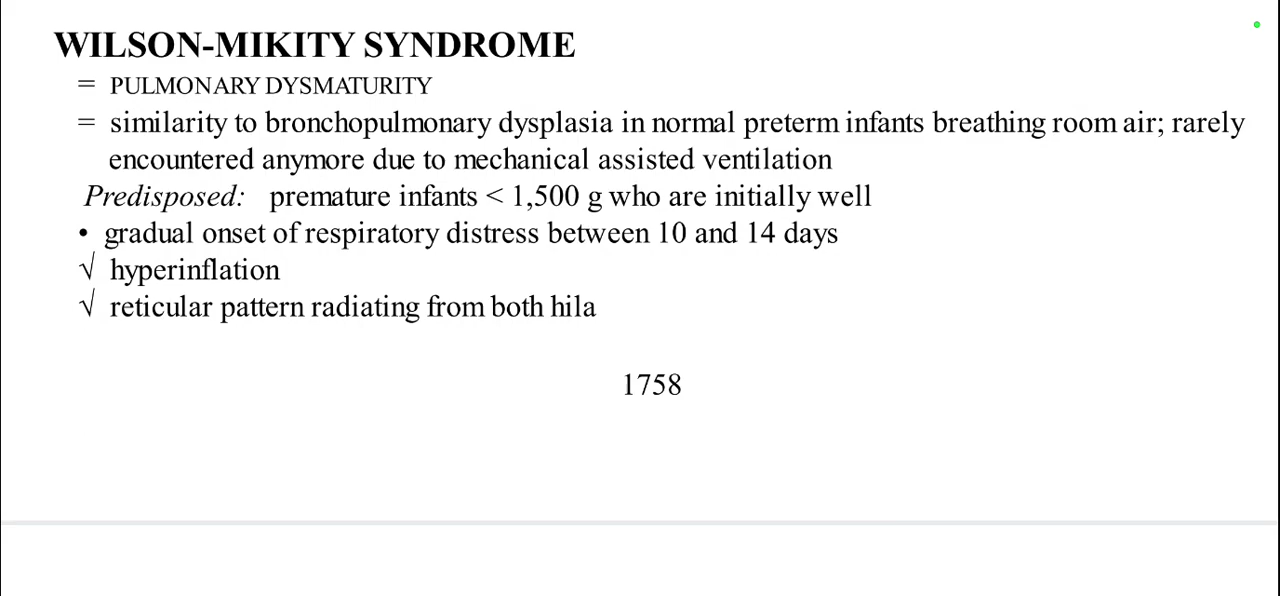 WILSON-MIKITY SYNDROME
= PULMONARY DYSMATURITY
= similarity to bronchopulmonary dysplasia in normal preterm infants breathing room air; rarely
encountered anymore due to mechanical assisted ventilation
Predisposed: premature infants < 1,500 g who are initially well
• gradual onset of respiratory distress between 10 and 14 days
√ hyperinflation
√ reticular pattern radiating from both hila
1758